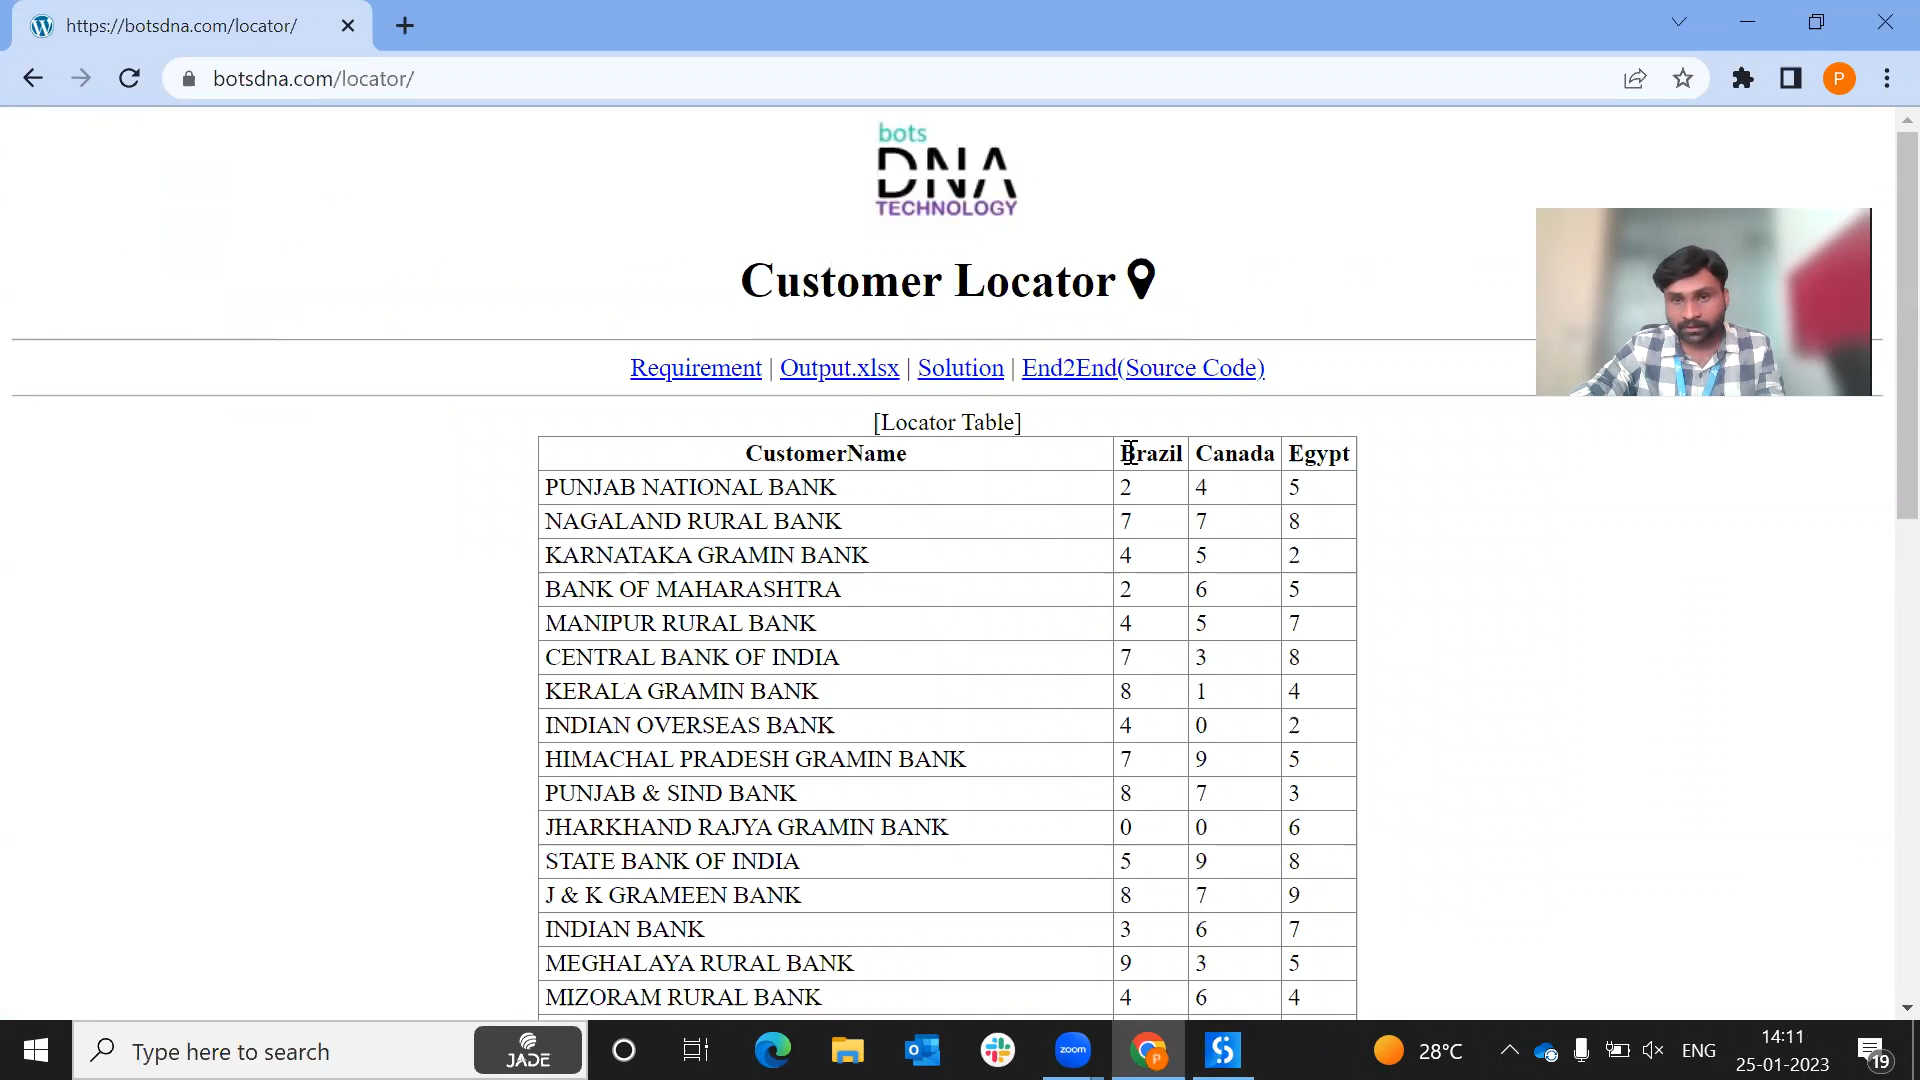 https://botsdna.com/locator/
botsdna.com/locator/
P
bots
DNA
TECHNOLOGY
Customer Locator
Requirement | Output.xlsx | Solution | End2End(Source Code)
[Locator Table]
CustomerName Brazil Canada Egypt
PUNJAB NATIONAL BANK 2 4 5
NAGALAND RURAL BANK 7 7 8
KARNATAKA GRAMIN BANK 4 5 2
BANK OF MAHARASHTRA 2 6 5
MANIPUR RURAL BANK 4 5 7
CENTRAL BANK OF INDIA 7 3 8
KERALA GRAMIN BANK 8 1 4
INDIAN OVERSEAS BANK 4 0 2
HIMACHAL PRADESH GRAMIN BANK 7 9 5
PUNJAB & SIND BANK 8 7 3
JHARKHAND RAJYA GRAMIN BANK 0 0 6
STATE BANK OF INDIA 5 9 8
J & K GRAMEEN BANK 8 7 9
INDIAN BANK 3 6 7
MEGHALAYA RURAL BANK 9 3 5
MIZORAM RURAL BANK 4 6 4
Type here to search JADE zoom P 28°C ENG 14:11
25-01-2023 19